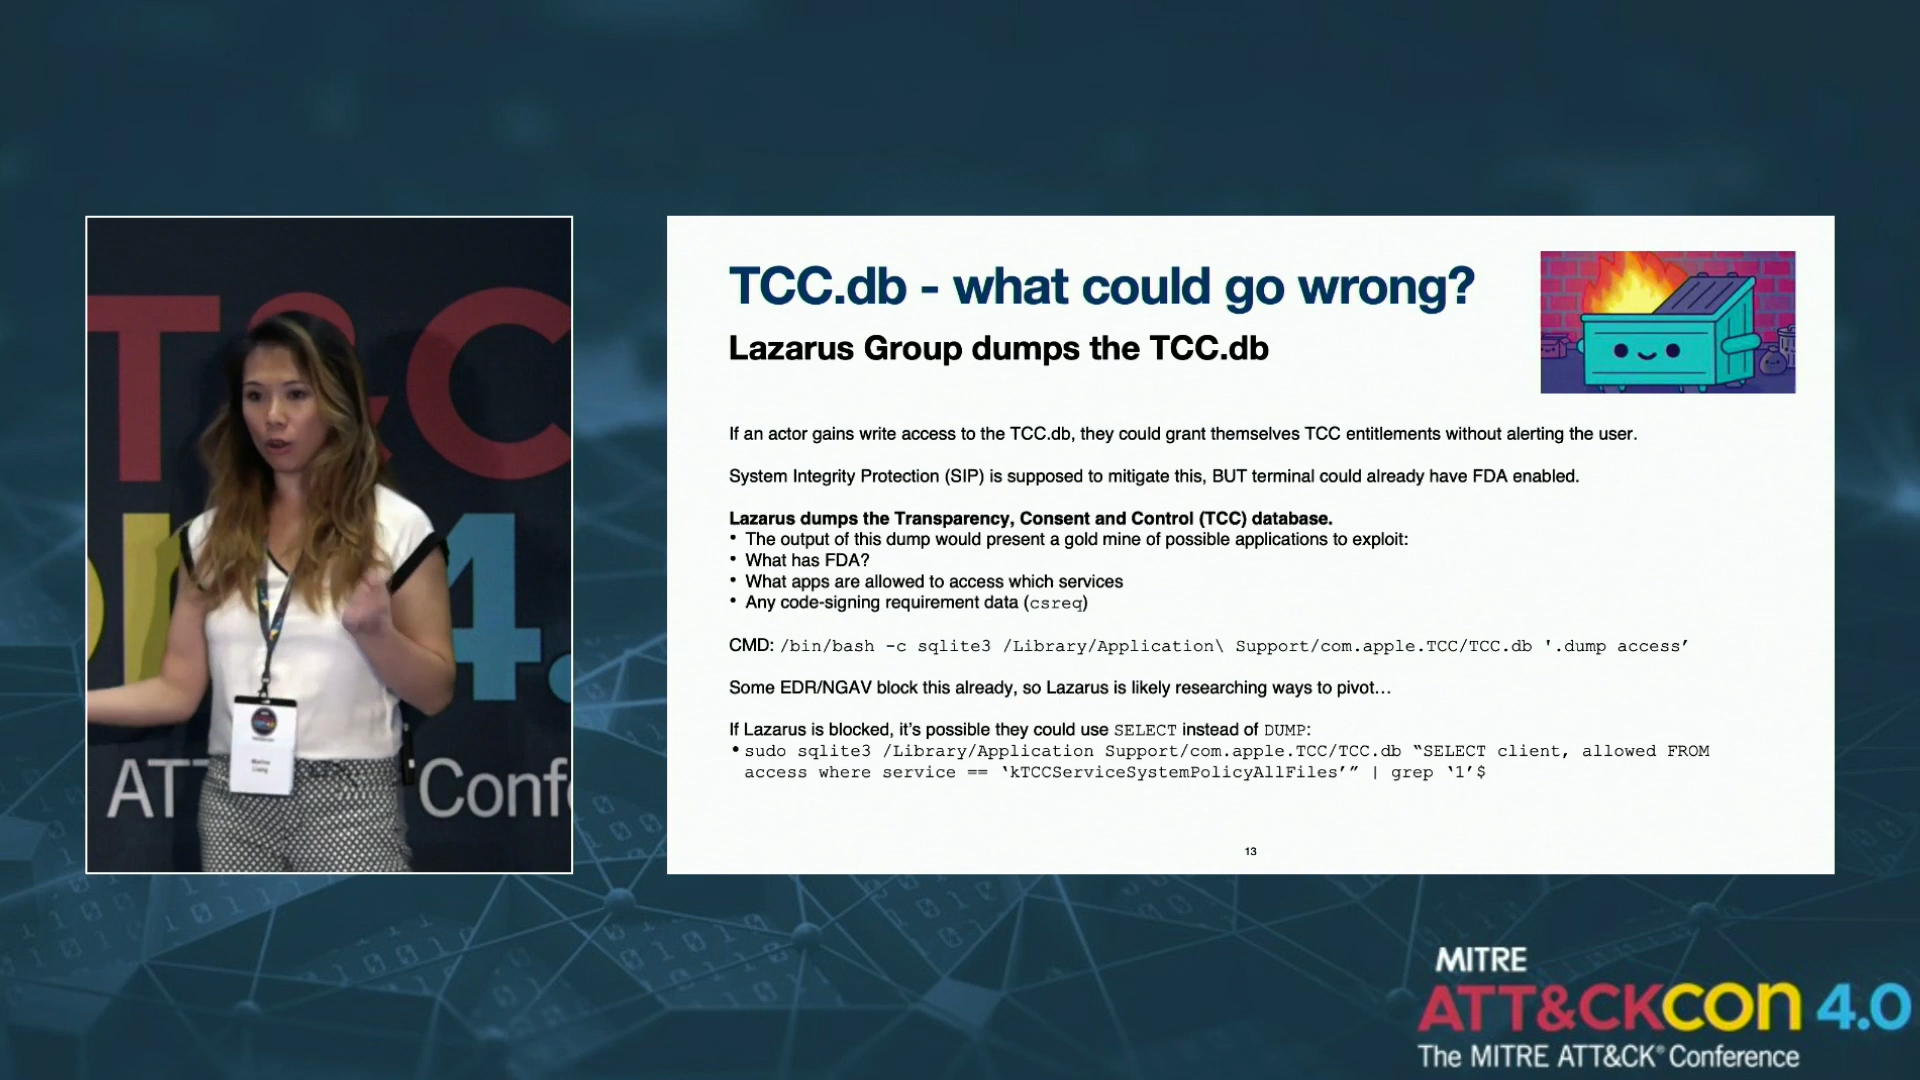 T&C
4.
ATT
Conf
Marina
Liang
TCC.db - what could go wrong?
Lazarus Group dumps the TCC.db
If an actor gains write access to the TCC.db, they could grant themselves TCC entitlements without alerting the user.
System Integrity Protection (SIP) is supposed to mitigate this, BUT terminal could already have FDA enabled.
Lazarus dumps the Transparency, Consent and Control (TCC) database.
• The output of this dump would present a gold mine of possible applications to exploit:
• What has FDA?
• What apps are allowed to access which services
• Any code-signing requirement data (csreq)
CMD: /bin/bash -c sqlite3 /Library/Application\ Support/com.apple.TCC/TCC.db '.dump access’
Some EDR/NGAV block this already, so Lazarus is likely researching ways to pivot…
If Lazarus is blocked, it’s possible they could use SELECT instead of DUMP:
• sudo sqlite3 /Library/Application Support/com.apple.TCC/TCC.db “SELECT client, allowed FROM
access where service == ‘kTCCServiceSystemPolicyAllFiles’” | grep ‘1’$
13
MITRE
ATT&CKCON 4.0
The MITRE ATT&CK® Conference